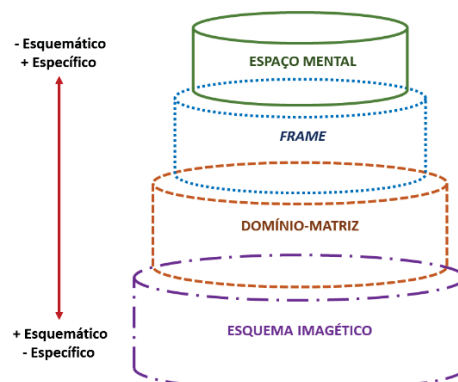 - Esquemático
+ Específico
ESPAÇO MENTAL
FRAME
DOMÍNIO-MATRIZ
+ Esquemático
- Específico
ESQUEMA IMAGÉTICO